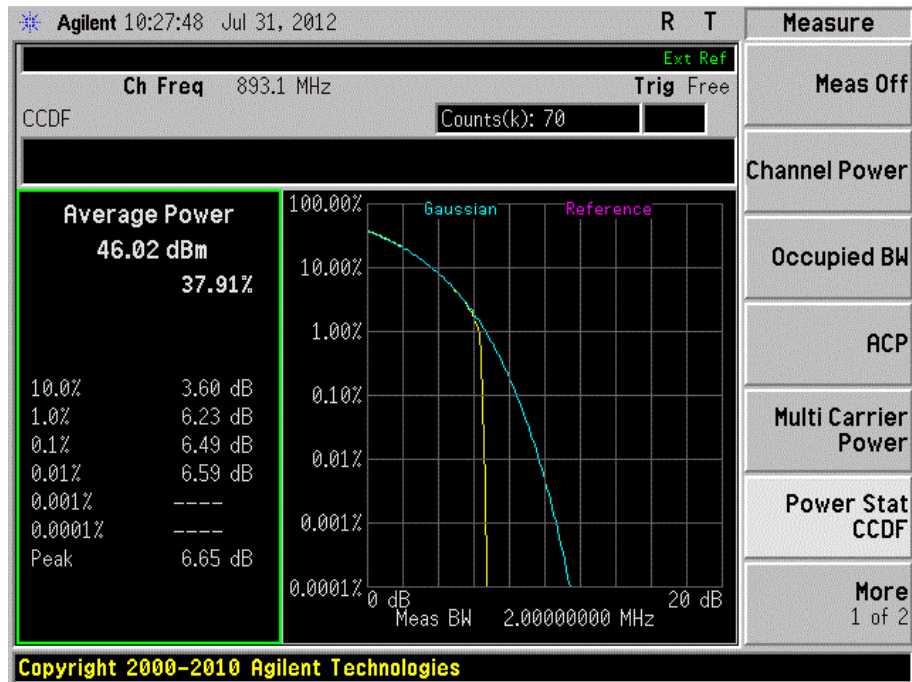 Agilent 10:27:48 Jul 31, 2012 R T
Measure
Ext Ref
Ch Freq 893.1 MHz Trig Free
CCDF
Counts(k): 70
Average Power
46.02 dBm
37.91%
10.0% 3.60 dB
1.0% 6.23 dB
0.1% 6.49 dB
0.01% 6.59 dB
0.001% ----
0.0001% ----
Peak 6.65 dB
100.00%
Gaussian Reference
10.00%
1.00%
0.10%
0.01%
0.001%
0.0001%
0 dB 20 dB
Meas BW 2.00000000 MHz
Meas Off
Channel Power
Occupied BW
ACP
Multi Carrier
Power
Power Stat
CCDF
More
1 of 2
Copyright 2000-2010 Agilent Technologies